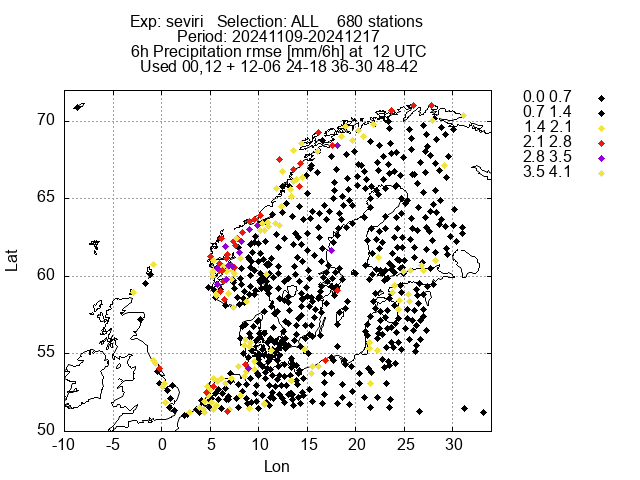 Exp: seviri   Selection: ALL    680 stations
Period: 20241109-20241217
6h Precipitation rmse [mm/6h] at  12 UTC
Used 00,12 + 12-06 24-18 36-30 48-42
0.0 0.7
0.7 1.4
1.4 2.1
2.1 2.8
2.8 3.5
3.5 4.1
70
65
60
55
50
Lat
-10 -5 0 5 10 15 20 25 30
Lon